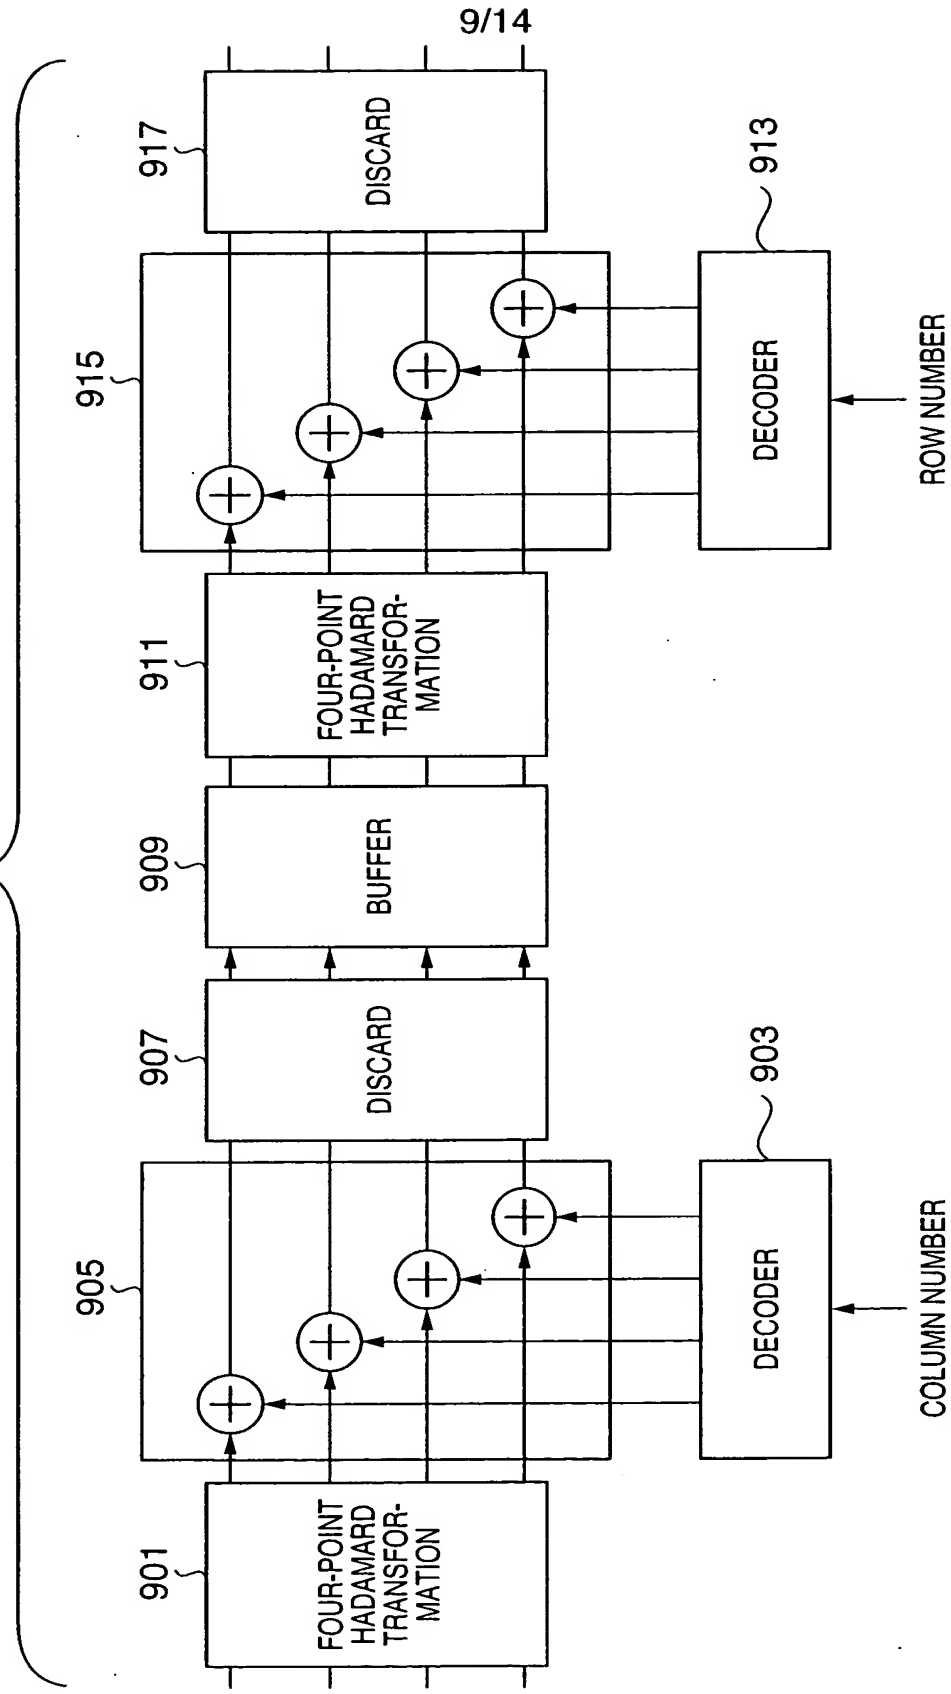 9/14
901
FOUR-POINT
HADAMARD
TRANSFOR-
MATION
905
903
DECODER
COLUMN NUMBER
907
DISCARD
909
BUFFER
911
FOUR-POINT
HADAMARD
TRANSFOR-
MATION
915
913
DECODER
ROW NUMBER
917
DISCARD